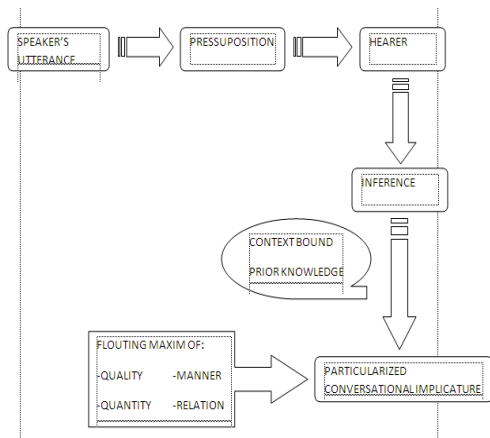 SPEAKER'S
UTTERANCE
PRESSUPOSITION
HEARER
INFERENCE
CONTEXT BOUND
PRIOR KNOWLEDGE
FLOUTING MAXIM OF:
-QUALITY -MANNER
-QUANTITY -RELATION
PARTICULARIZED
CONVERSATIONAL IMPLICATURE